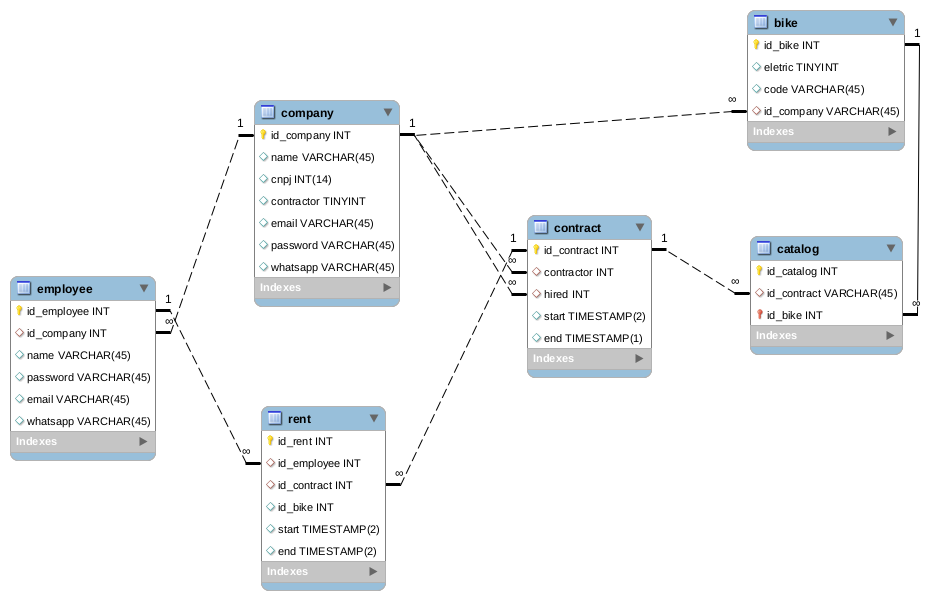 bike
id_bike INT
eletric TINYINT
code VARCHAR(45)
id_company VARCHAR(45)
Indexes
1
∞
company
id_company INT
name VARCHAR(45)
cnpj INT(14)
contractor TINYINT
email VARCHAR(45)
password VARCHAR(45)
whatsapp VARCHAR(45)
Indexes
1
1
contract
id_contract INT
contractor INT
hired INT
start TIMESTAMP(2)
end TIMESTAMP(1)
Indexes
1
∞
∞
1
catalog
id_catalog INT
id_contract VARCHAR(45)
id_bike INT
Indexes
∞
∞
employee
id_employee INT
id_company INT
name VARCHAR(45)
password VARCHAR(45)
email VARCHAR(45)
whatsapp VARCHAR(45)
Indexes
1
∞
rent
id_rent INT
id_employee INT
id_contract INT
id_bike INT
start TIMESTAMP(2)
end TIMESTAMP(2)
Indexes
∞
∞